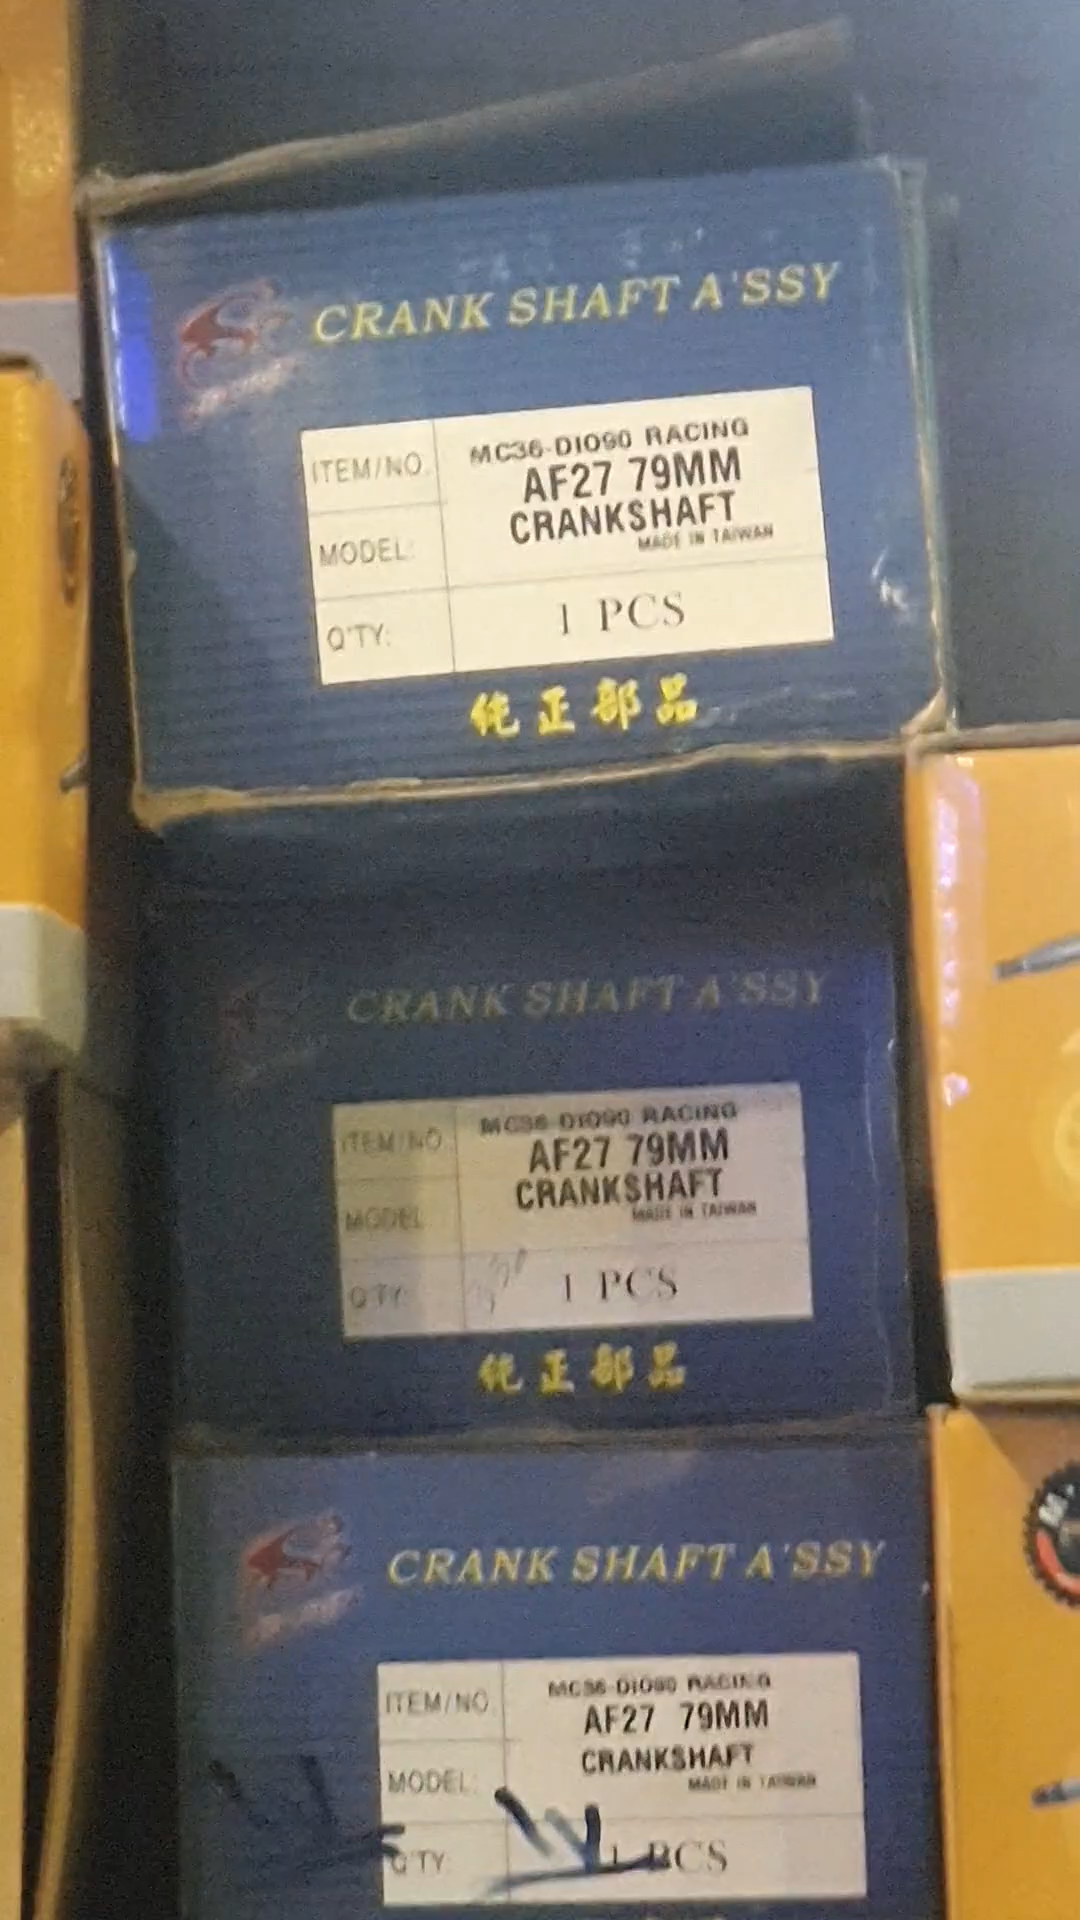 CRANK SHAFT A'SSY
ITEM/NO.
MC36-DIO90 RACING
AF27 79MM
MODEL:
CRANKSHAFT
MADE IN TAIWAN
Q'TY:
1 PCS
純正部品
CRANK SHAFT A'SSY
ITEM/NO.
MC36-DIO90 RACING
AF27 79MM
MODEL:
CRANKSHAFT
MADE IN TAIWAN
Q'TY:
1 PCS
純正部品
CRANK SHAFT A'SSY
ITEM/NO.
MC36-DIO90 RACING
AF27 79MM
MODEL:
CRANKSHAFT
MADE IN TAIWAN
Q'TY:
1 PCS